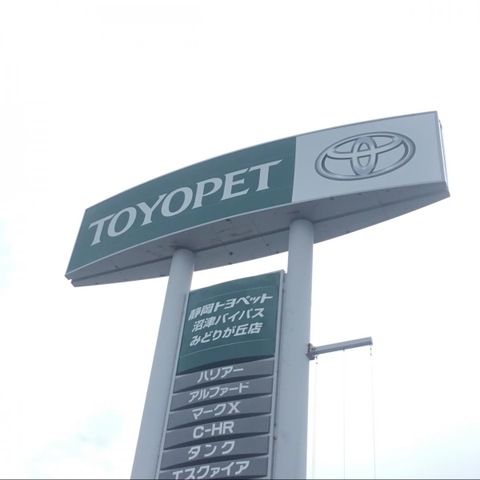 TOYOPET
静岡トヨペット
沼津バイパス
みどりが丘店
ハリアー
アルファード
マークX
C-HR
タンク
エスクァイア